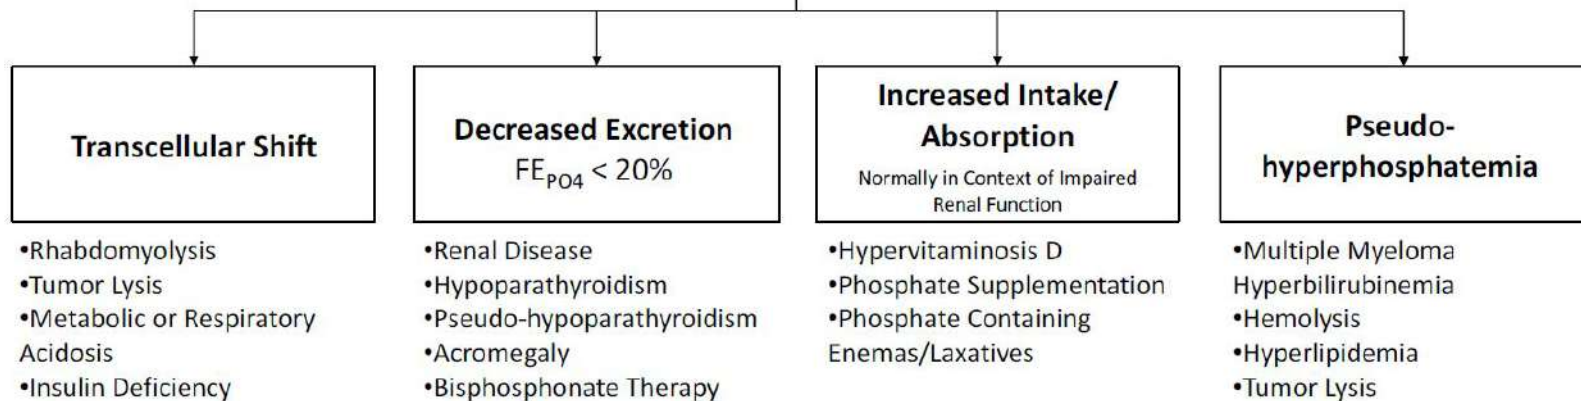 Transcellular Shift
Decreased Excretion
FEPO4 < 20%
Increased Intake/
Absorption
Normally in Context of Impaired
Renal Function
Pseudo-
hyperphosphatemia
•Rhabdomyolysis
•Tumor Lysis
•Metabolic or Respiratory
Acidosis
•Insulin Deficiency
•Renal Disease
•Hypoparathyroidism
•Pseudo-hypoparathyroidism
•Acromegaly
•Bisphosphonate Therapy
•Hypervitaminosis D
•Phosphate Supplementation
•Phosphate Containing
Enemas/Laxatives
•Multiple Myeloma
Hyperbilirubinemia
•Hemolysis
•Hyperlipidemia
•Tumor Lysis